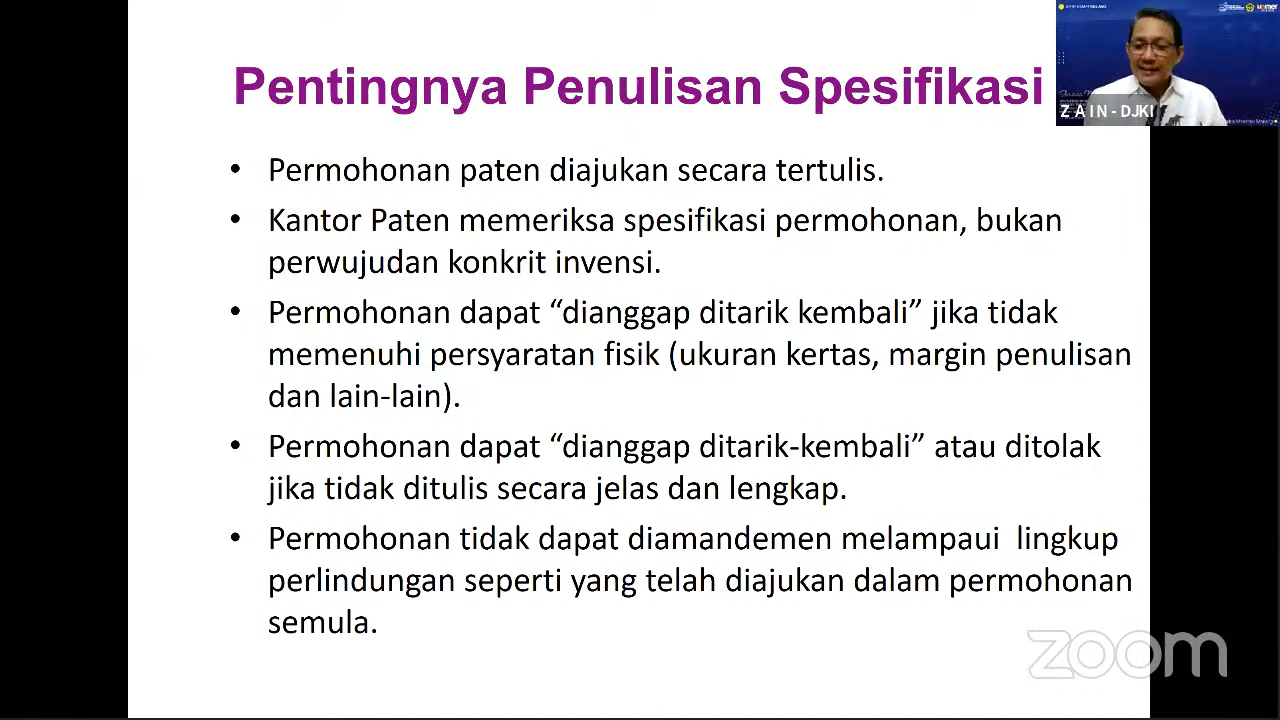 Pentingnya Penulisan Spesifikasi
Z A I N - DJKI
• Permohonan paten diajukan secara tertulis.
• Kantor Paten memeriksa spesifikasi permohonan, bukan
perwujudan konkrit invensi.
• Permohonan dapat “dianggap ditarik kembali” jika tidak
memenuhi persyaratan fisik (ukuran kertas, margin penulisan
dan lain-lain).
• Permohonan dapat “dianggap ditarik-kembali” atau ditolak
jika tidak ditulis secara jelas dan lengkap.
• Permohonan tidak dapat diamandemen melampaui lingkup
perlindungan seperti yang telah diajukan dalam permohonan
semula.
zoom